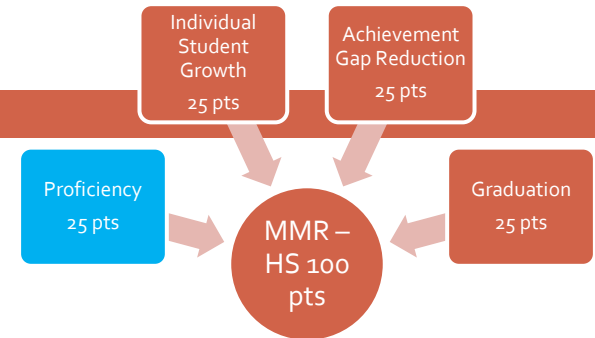 Individual
Student
Growth
25 pts
Achievement
Gap Reduction
25 pts
Proficiency
25 pts
Graduation
25 pts
MMR –
HS 100
pts